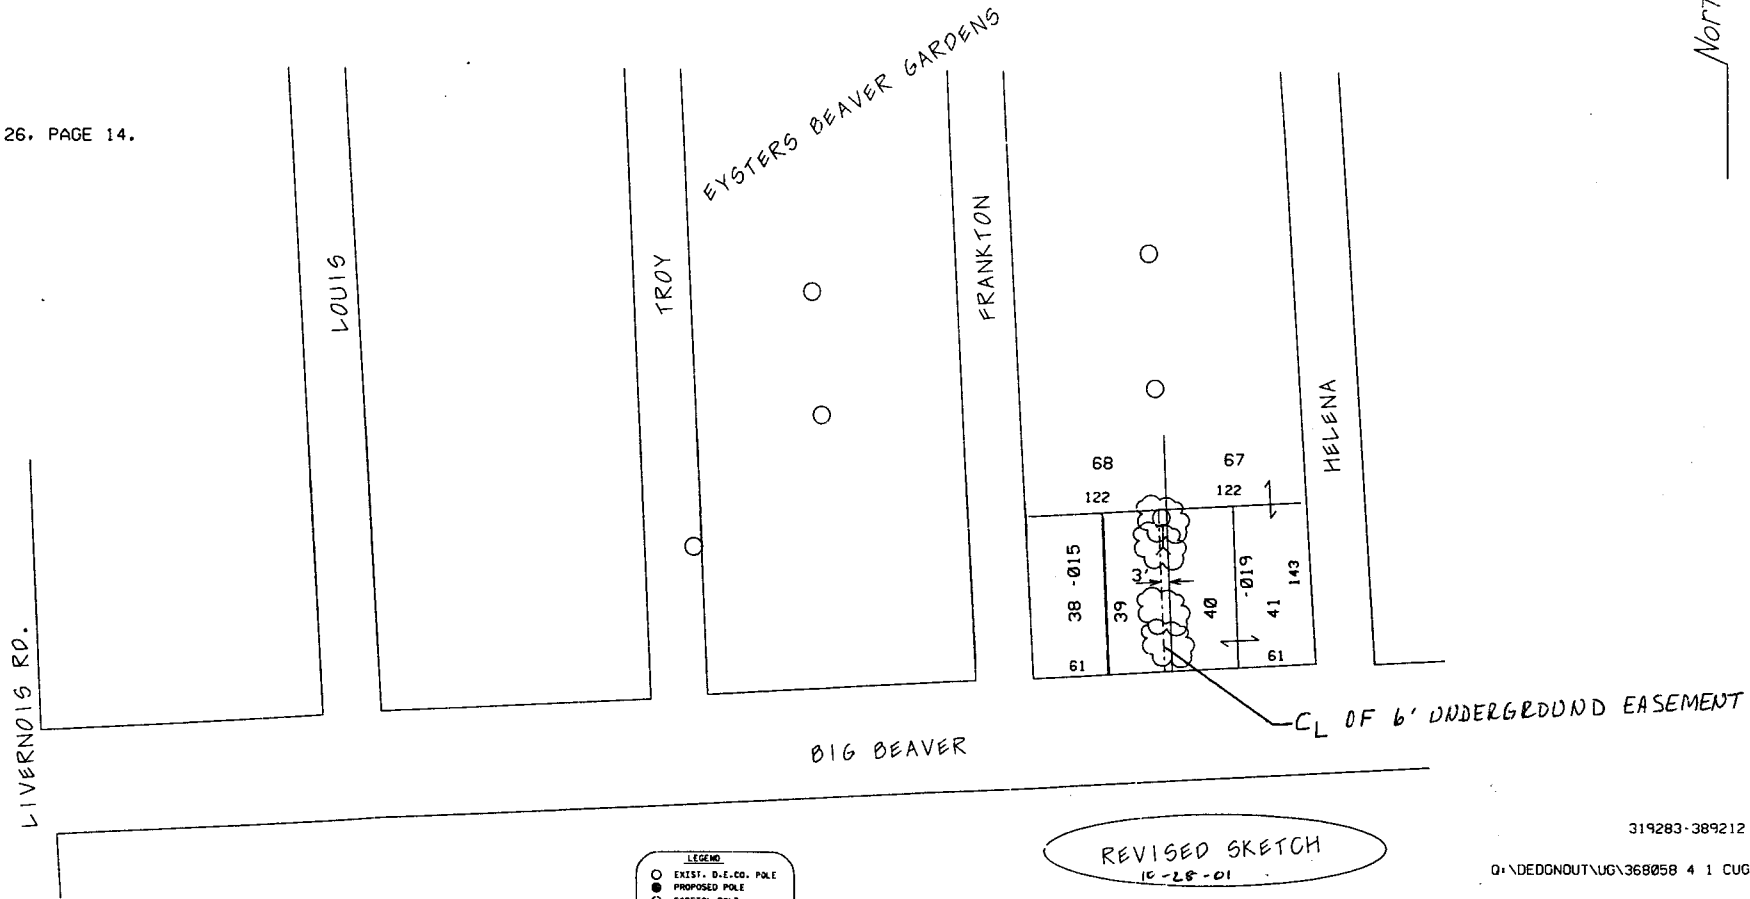 26, PAGE 14.
EYSTERS BEAVER GARDENS
LOUIS
TROY
FRANKTON
HELENA
68
67
122
122
38 -015
39
3'
40
-019
41
143
61
61
LIVERNOIS RD.
BIG BEAVER
CL OF 6' UNDERGROUND EASEMENT
REVISED SKETCH
10-28-01
319283-389212
Q:\DEDGNOUT\UG\368058 4 1 CUG
LEGEND
EXIST. D.E.CO. POLE
PROPOSED POLE